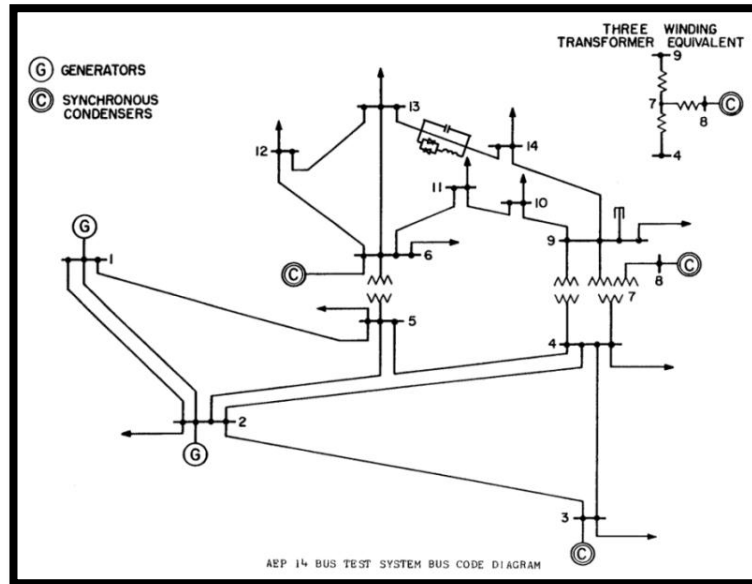 THREE WINDING
TRANSFORMER EQUIVALENT
G GENERATORS
C SYNCHRONOUS
CONDENSERS
9
7
C
8
4
13
12
14
11
10
G
1
9
6
C
8
C
7
5
4
2
G
3
C
AEP 14 BUS TEST SYSTEM BUS CODE DIAGRAM